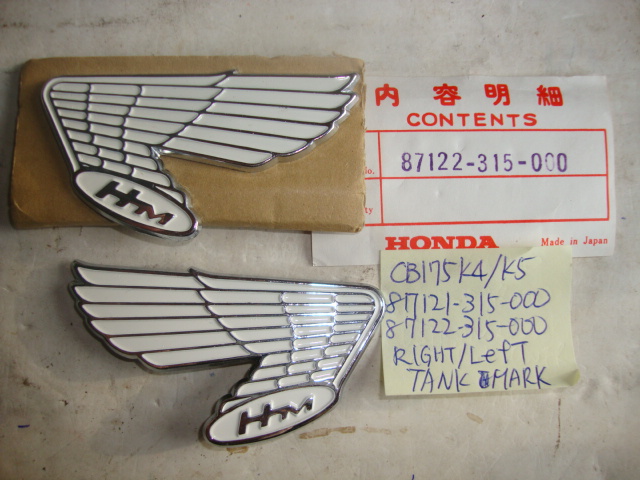 HM
内容明細
CONTENTS
no. 87122-315-000
HONDA Made in Japan
CB175K4/K5
87121-315-000
87122-315-000
RIGHT/LefT
TANK MARK
HM